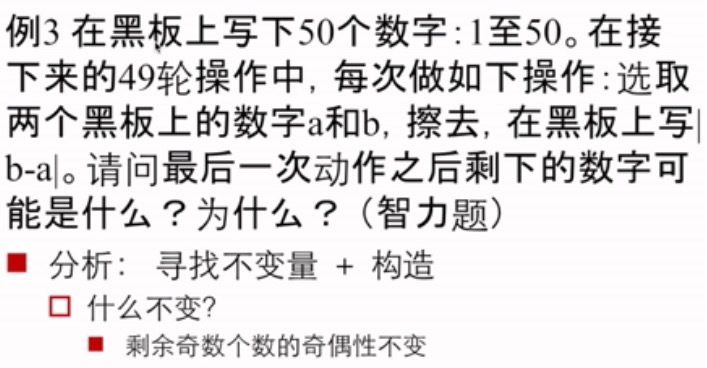 例3 在黑板上写下50个数字:1至50。在接
下来的49轮操作中, 每次做如下操作:选取
两个黑板上的数字a和b, 擦去, 在黑板上写|
b-a|。请问最后一次动作之后剩下的数字可
能是什么?为什么?(智力题)
分析: 寻找不变量 + 构造
什么不变?
剩余奇数个数的奇偶性不变